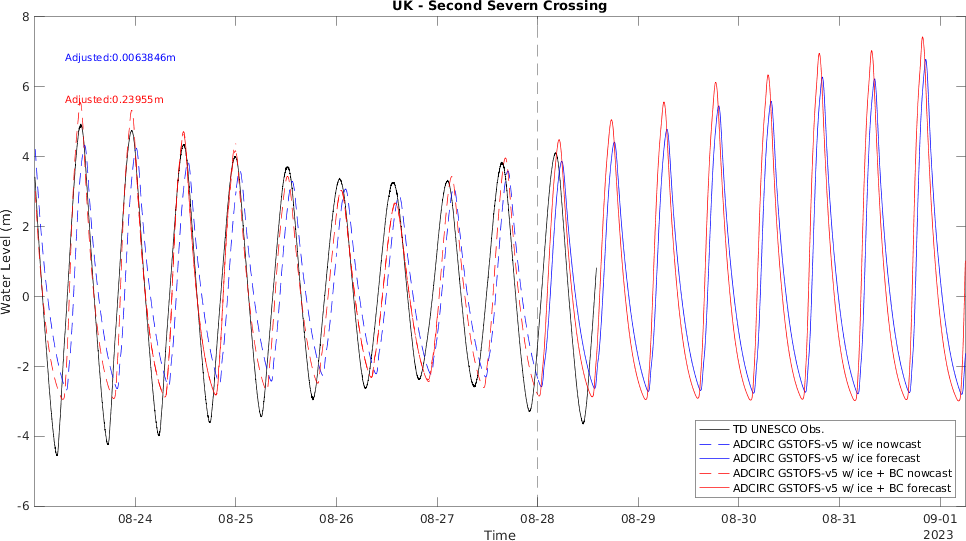 UK - Second Severn Crossing
8
6
4
2
0
-2
-4
-6
Water Level (m)
Adjusted:0.0063846m
Adjusted:0.23955m
TD UNESCO Obs.
ADCIRC GSTOFS-v5 w/ ice nowcast
ADCIRC GSTOFS-v5 w/ ice forecast
ADCIRC GSTOFS-v5 w/ ice + BC nowcast
ADCIRC GSTOFS-v5 w/ ice + BC forecast
08-24 08-25 08-26 08-27 08-28 08-29 08-30 08-31 09-01
2023
Time